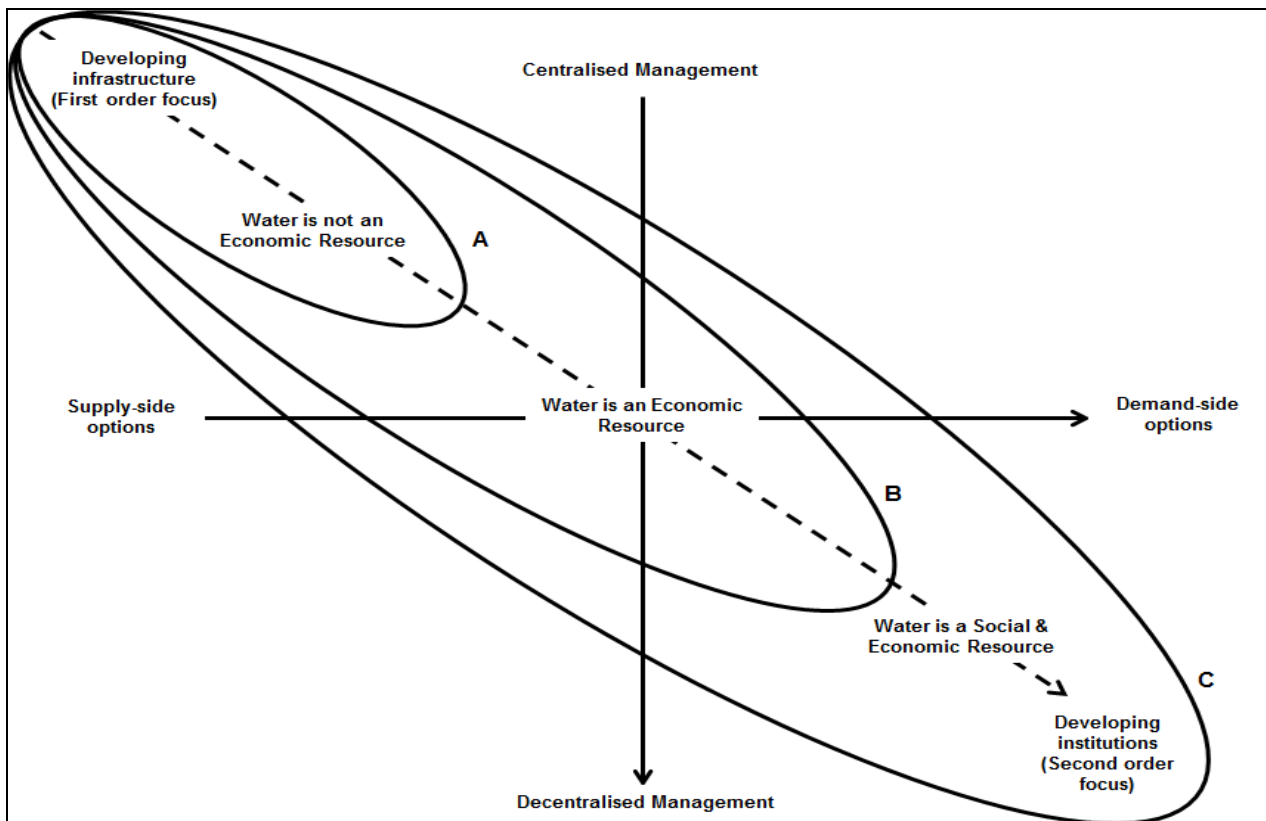 Developing
infrastructure
(First order focus)
Centralised Management
Water is not an
Economic Resource
A
Supply-side
options
Water is an Economic
Resource
Demand-side
options
B
Water is a Social &
Economic Resource
C
Developing
institutions
(Second order
focus)
Decentralised Management